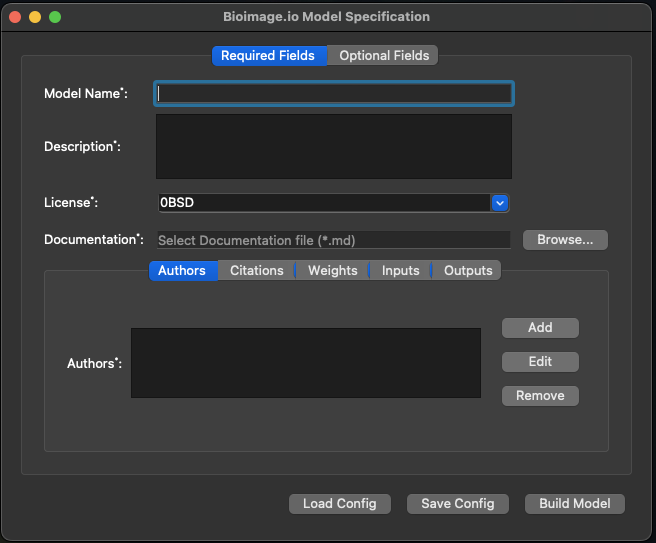 Bioimage.io Model Specification
Required Fields Optional Fields
Model Name*:
Description*:
License*: 0BSD
Documentation*: Select Documentation file (*.md) Browse...
Authors Citations Weights Inputs Outputs
Add
Authors*: Edit
Remove
Load Config Save Config Build Model